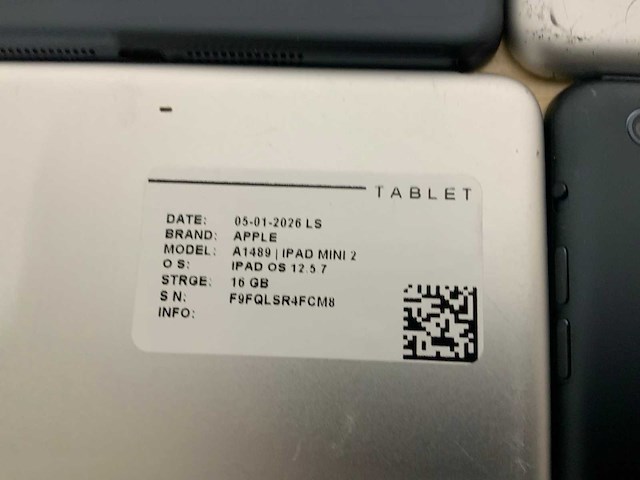 TABLET
DATE: 05-01-2026 LS
BRAND: APPLE
MODEL: A1489 | IPAD MINI 2
O S: IPAD OS 12.5.7
STRGE: 16 GB
S N: F9FQLSR4FCM8
INFO: